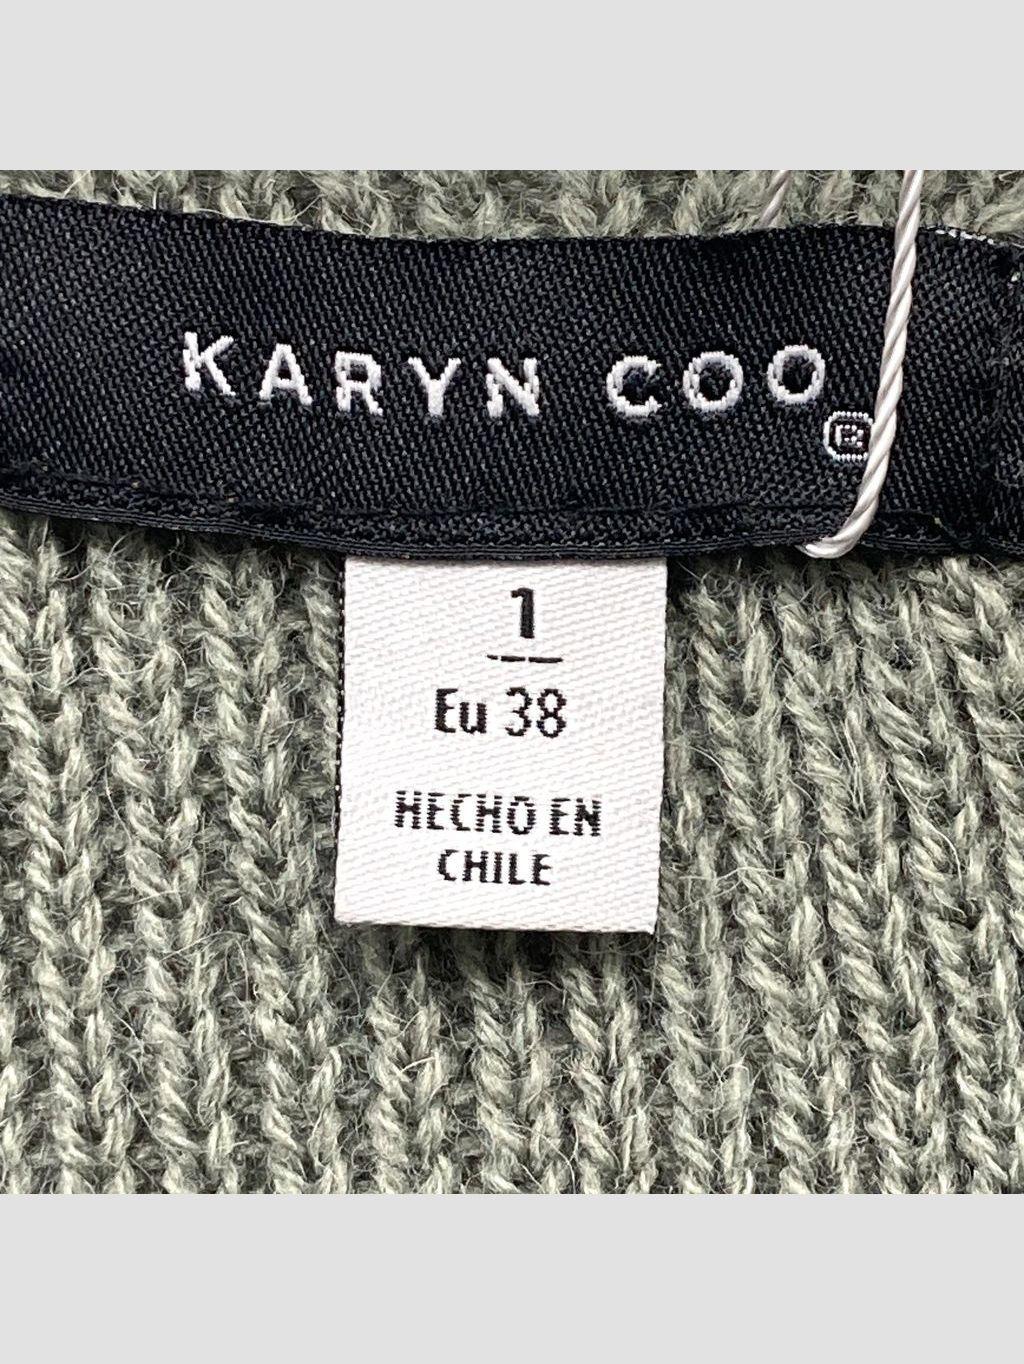 KARYN COO
®
1
Eu 38
HECHO EN
CHILE